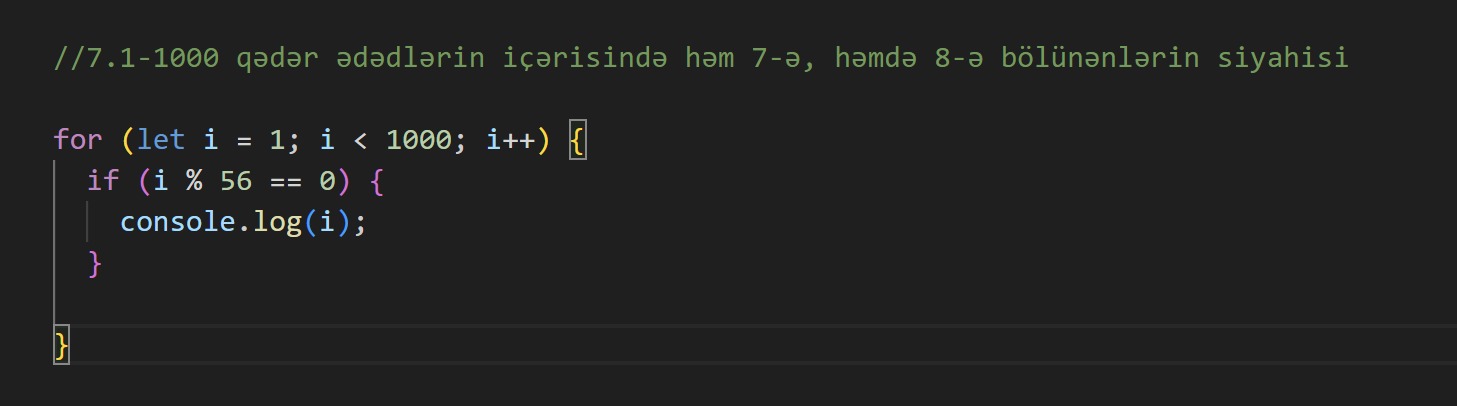 //7.1-1000 qədər ədədlərin içərisində həm 7-ə, həmdə 8-ə bölünənlərin siyahisi
for (let i = 1; i < 1000; i++) {
if (i % 56 == 0) {
console.log(i);
}
}